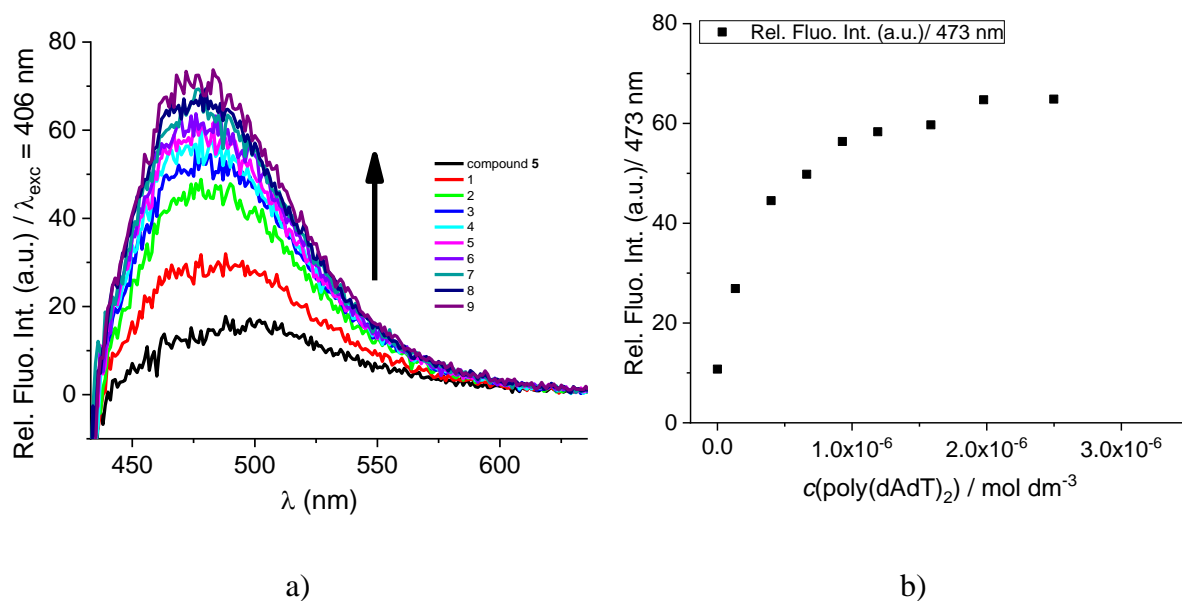 80
60
40
20
0
Rel. Fluo. Int. (a.u.) / λexc = 406 nm
450
500
550
600
λ (nm)
compound 5
1
2
3
4
5
6
7
8
9
a)
Rel. Fluo. Int. (a.u.)/ 473 nm
80
60
40
20
0
Rel. Fluo. Int. (a.u.)/ 473 nm
0.0
1.0x10⁻⁶
2.0x10⁻⁶
3.0x10⁻⁶
c(poly(dAdT)₂) / mol dm⁻³
b)